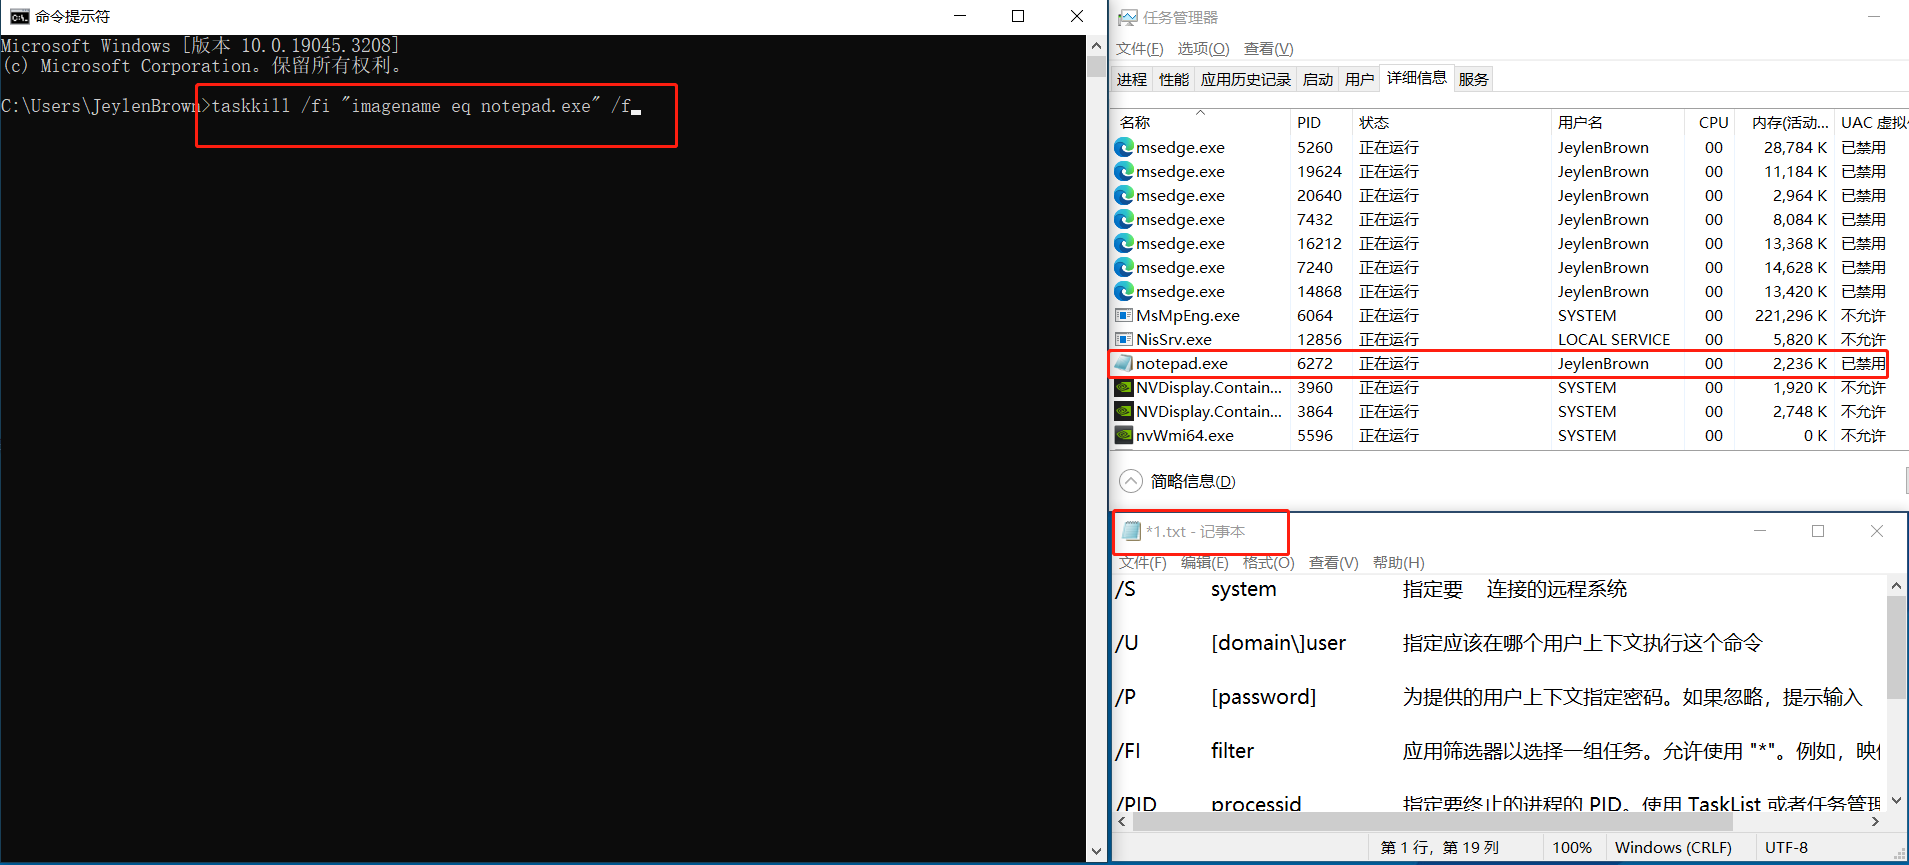 命令提示符
Microsoft Windows [版本 10.0.19045.3208]
(c) Microsoft Corporation。保留所有权利。
C:\Users\JeylenBrown>taskkill /fi "imagename eq notepad.exe" /f
任务管理器
文件(F) 选项(O) 查看(V)
进程 性能 应用历史记录 启动 用户 详细信息 服务
名称 PID 状态 用户名 CPU 内存(活动... UAC 虚拟
msedge.exe 5260 正在运行 JeylenBrown 00 28,784 K 已禁用
msedge.exe 19624 正在运行 JeylenBrown 00 11,184 K 已禁用
msedge.exe 20640 正在运行 JeylenBrown 00 2,964 K 已禁用
msedge.exe 7432 正在运行 JeylenBrown 00 8,084 K 已禁用
msedge.exe 16212 正在运行 JeylenBrown 00 13,368 K 已禁用
msedge.exe 7240 正在运行 JeylenBrown 00 14,628 K 已禁用
msedge.exe 14868 正在运行 JeylenBrown 00 13,420 K 已禁用
MsMpEng.exe 6064 正在运行 SYSTEM 00 221,296 K 不允许
NisSrv.exe 12856 正在运行 LOCAL SERVICE 00 5,820 K 不允许
notepad.exe 6272 正在运行 JeylenBrown 00 2,236 K 已禁用
NVDisplay.Contain... 3960 正在运行 SYSTEM 00 1,920 K 不允许
NVDisplay.Contain... 3864 正在运行 SYSTEM 00 2,748 K 不允许
nvWmi64.exe 5596 正在运行 SYSTEM 00 0 K 不允许
简略信息(D)
*1.txt - 记事本
文件(F) 编辑(E) 格式(O) 查看(V) 帮助(H)
/S system 指定要 连接的远程系统
/U [domain\]user 指定应该在哪个用户上下文执行这个命令
/P [password] 为提供的用户上下文指定密码。如果忽略，提示输入
/FI filter 应用筛选器以选择一组任务。允许使用 "*"。例如，映
/PID processid 指定要终止的进程的 PID。使用 TaskList 或者任务管理
第 1 行，第 19 列 100% Windows (CRLF) UTF-8